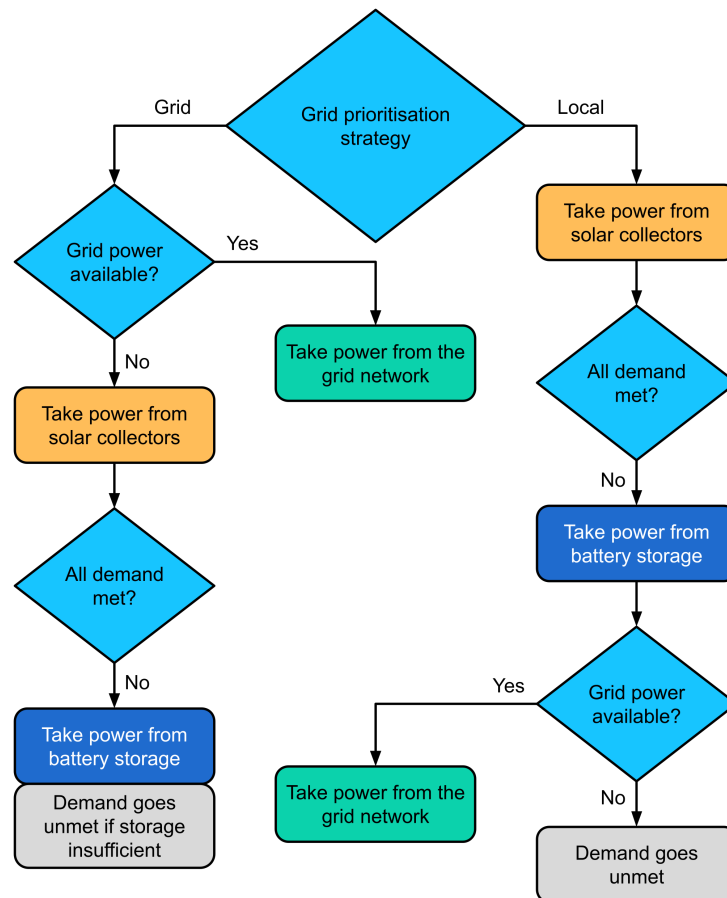 Grid
Grid prioritisation
strategy
Local
Grid power
available?
Yes
Take power from
solar collectors
Take power from the
grid network
No
All demand
met?
Take power from
solar collectors
No
Take power from
battery storage
All demand
met?
No
Yes
Grid power
available?
Take power from
battery storage
Take power from the
grid network
No
Demand goes
unmet if storage
insufficient
Demand goes
unmet